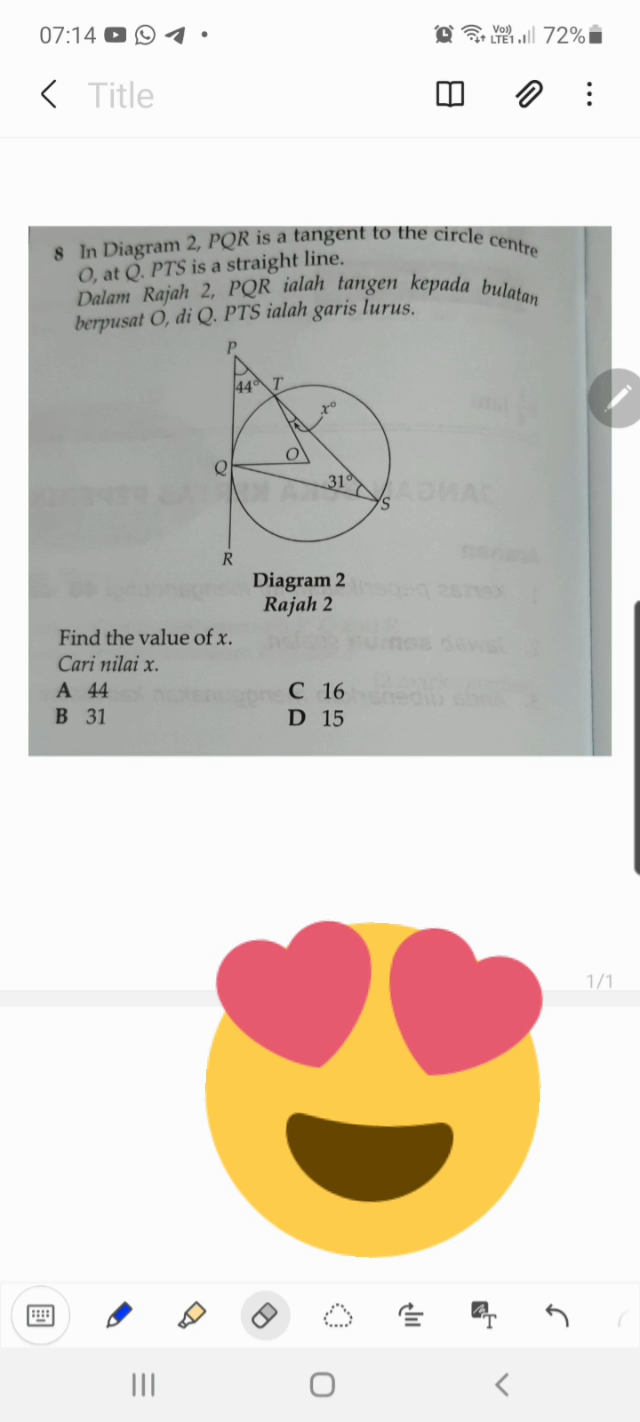 07:14
Vo))
LTE1
72%
Title
8 In Diagram 2, PQR is a tangent to the circle centre
O, at Q. PTS is a straight line.
Dalam Rajah 2, PQR ialah tangen kepada bulatan
berpusat O, di Q. PTS ialah garis lurus.
P
44°
T
x°
O
Q
31°
S
R
Diagram 2
Rajah 2
Find the value of x.
Cari nilai x.
A 44
C 16
B 31
D 15
1/1
T